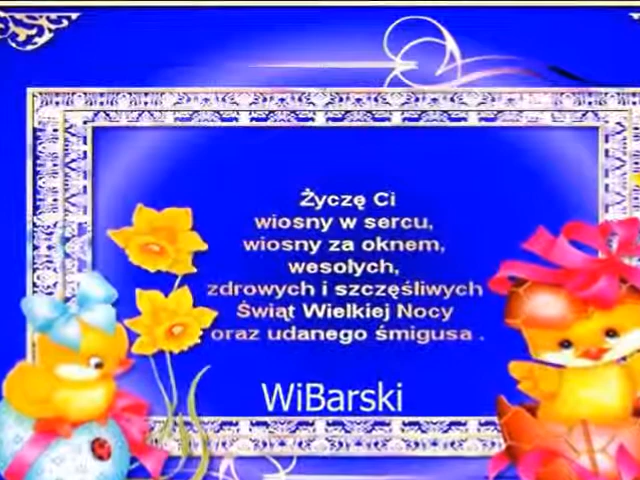 Życzę Ci
wiosny w sercu,
wiosny za oknem,
wesołych,
zdrowych i szczęśliwych
Świąt Wielkiej Nocy
oraz udanego śmigusa .
WiBarski